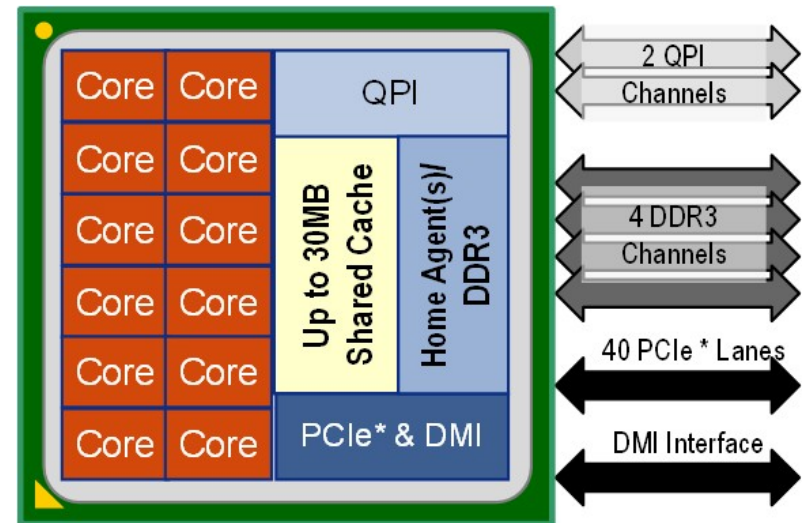 Core Core
Core Core
Core Core
Core Core
Core Core
Core Core
QPI
Up to 30MB
Shared Cache
Home Agent(s)/
DDR3
PCIe* & DMI
2 QPI
Channels
4 DDR3
Channels
40 PCIe * Lanes
DMI Interface